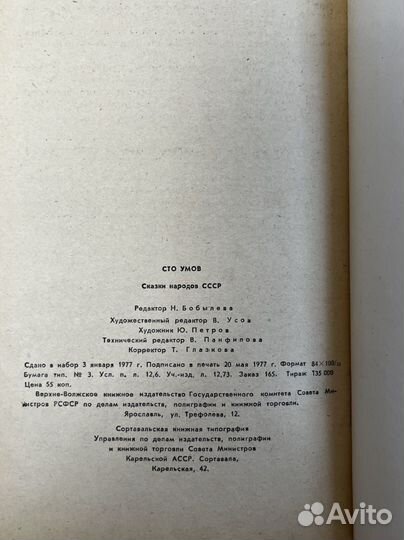 СТО УМОВ
Сказки народов СССР
Редактор Н. Бобылева
Художественный редактор В. Усов
Художник Ю. Петров
Технический редактор В. Панфилова
Корректор Т. Глазкова
Сдано в набор 3 января 1977 г. Подписано в печать 20 мая 1977 г. Формат 84×108/32
Бумага тип. № 3. Усл. п. л. 12,6. Уч.-изд. л. 12,73. Заказ 165. Тираж Т35 000
Цена 55 коп.
Верхне-Волжское книжное издательство Государственного комитета Совета Ми-
нистров РСФСР по делам издательств, полиграфии и книжной торговли.
Ярославль, ул. Трефолева, 12.
Сортавальская книжная типография
Управления по делам издательств, полиграфии
и книжной торговли Совета Министров
Карельской АССР. Сортавала,
Карельская, 42.
Avito